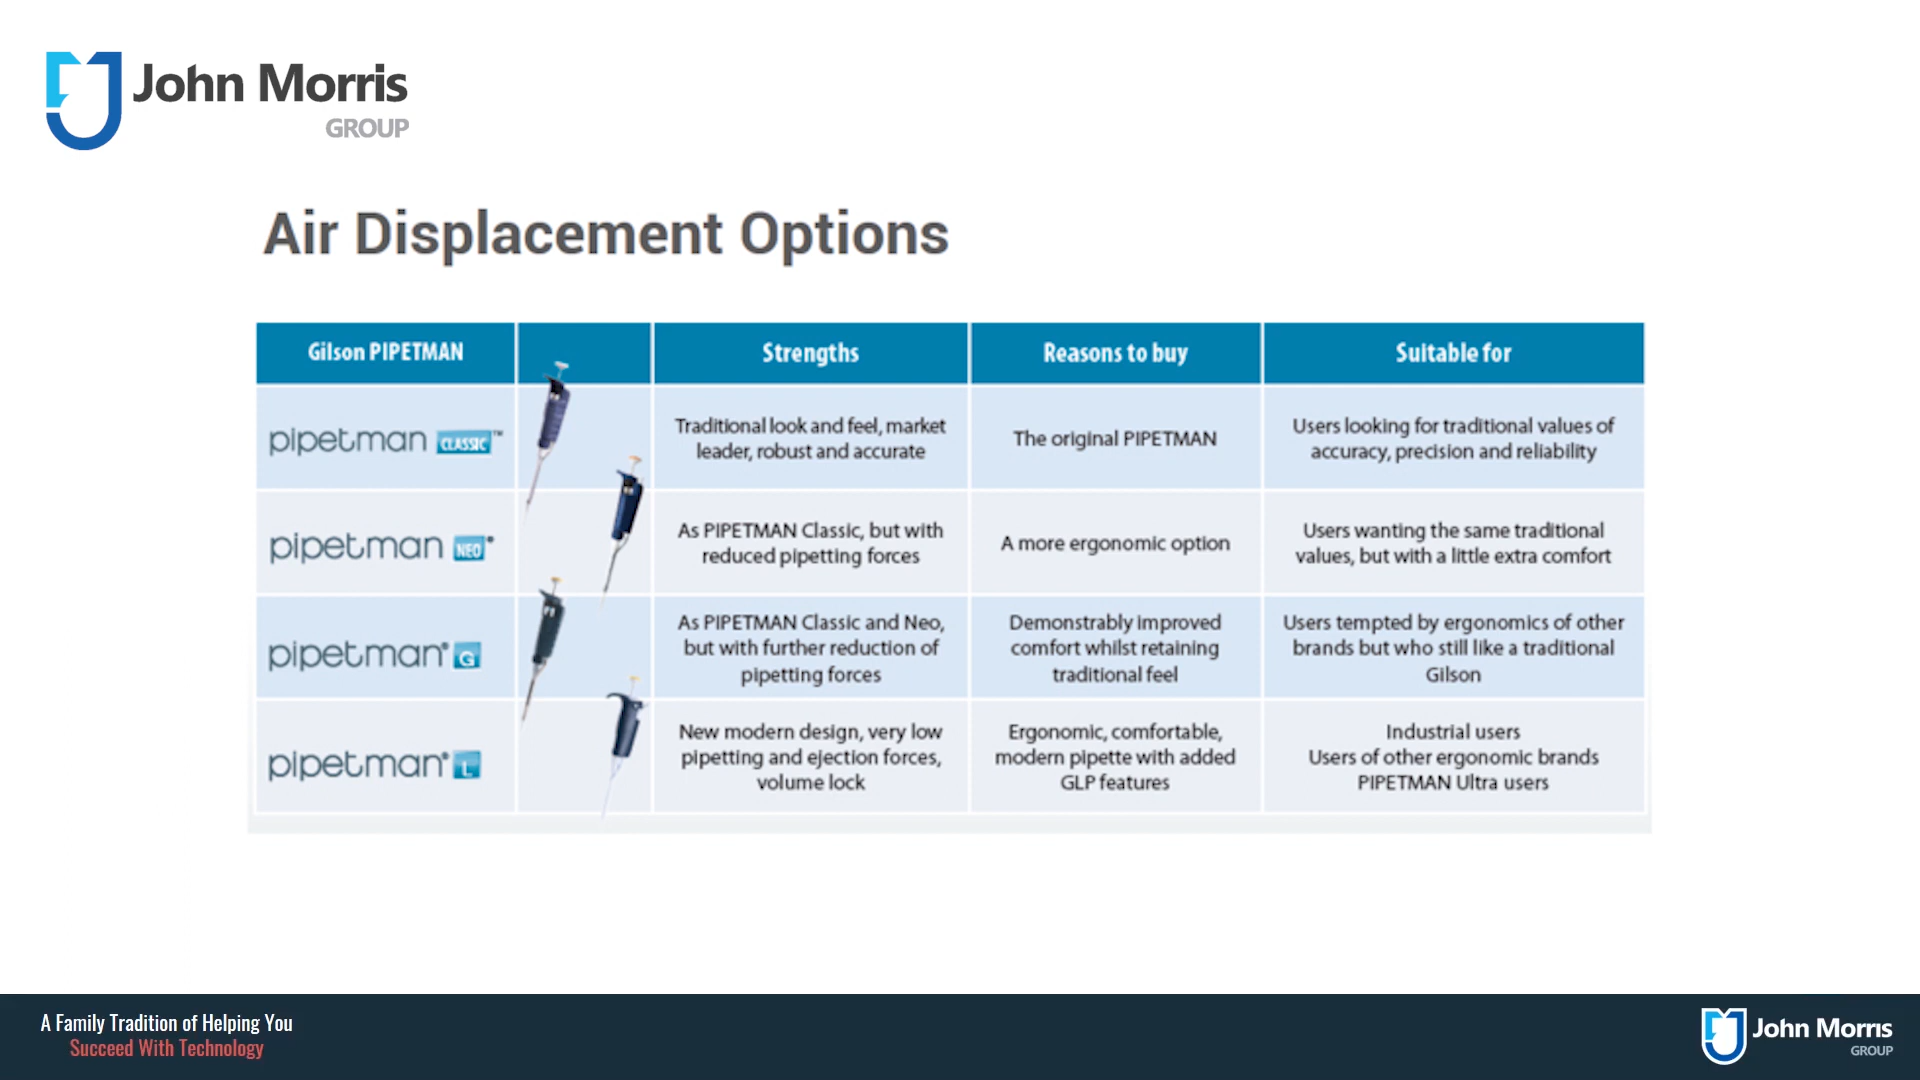 John Morris
GROUP
Air Displacement Options
Gilson PIPETMAN
Strengths
Reasons to buy
Suitable for
pipetman CLASSIC™
Traditional look and feel, market
leader, robust and accurate
The original PIPETMAN
Users looking for traditional values of
accuracy, precision and reliability
pipetman NEO®
As PIPETMAN Classic, but with
reduced pipetting forces
A more ergonomic option
Users wanting the same traditional
values, but with a little extra comfort
pipetman® G
As PIPETMAN Classic and Neo,
but with further reduction of
pipetting forces
Demonstrably improved
comfort whilst retaining
traditional feel
Users tempted by ergonomics of other
brands but who still like a traditional
Gilson
pipetman® L
New modern design, very low
pipetting and ejection forces,
volume lock
Ergonomic, comfortable,
modern pipette with added
GLP features
Industrial users
Users of other ergonomic brands
PIPETMAN Ultra users
A Family Tradition of Helping You
Succeed With Technology
John Morris
GROUP